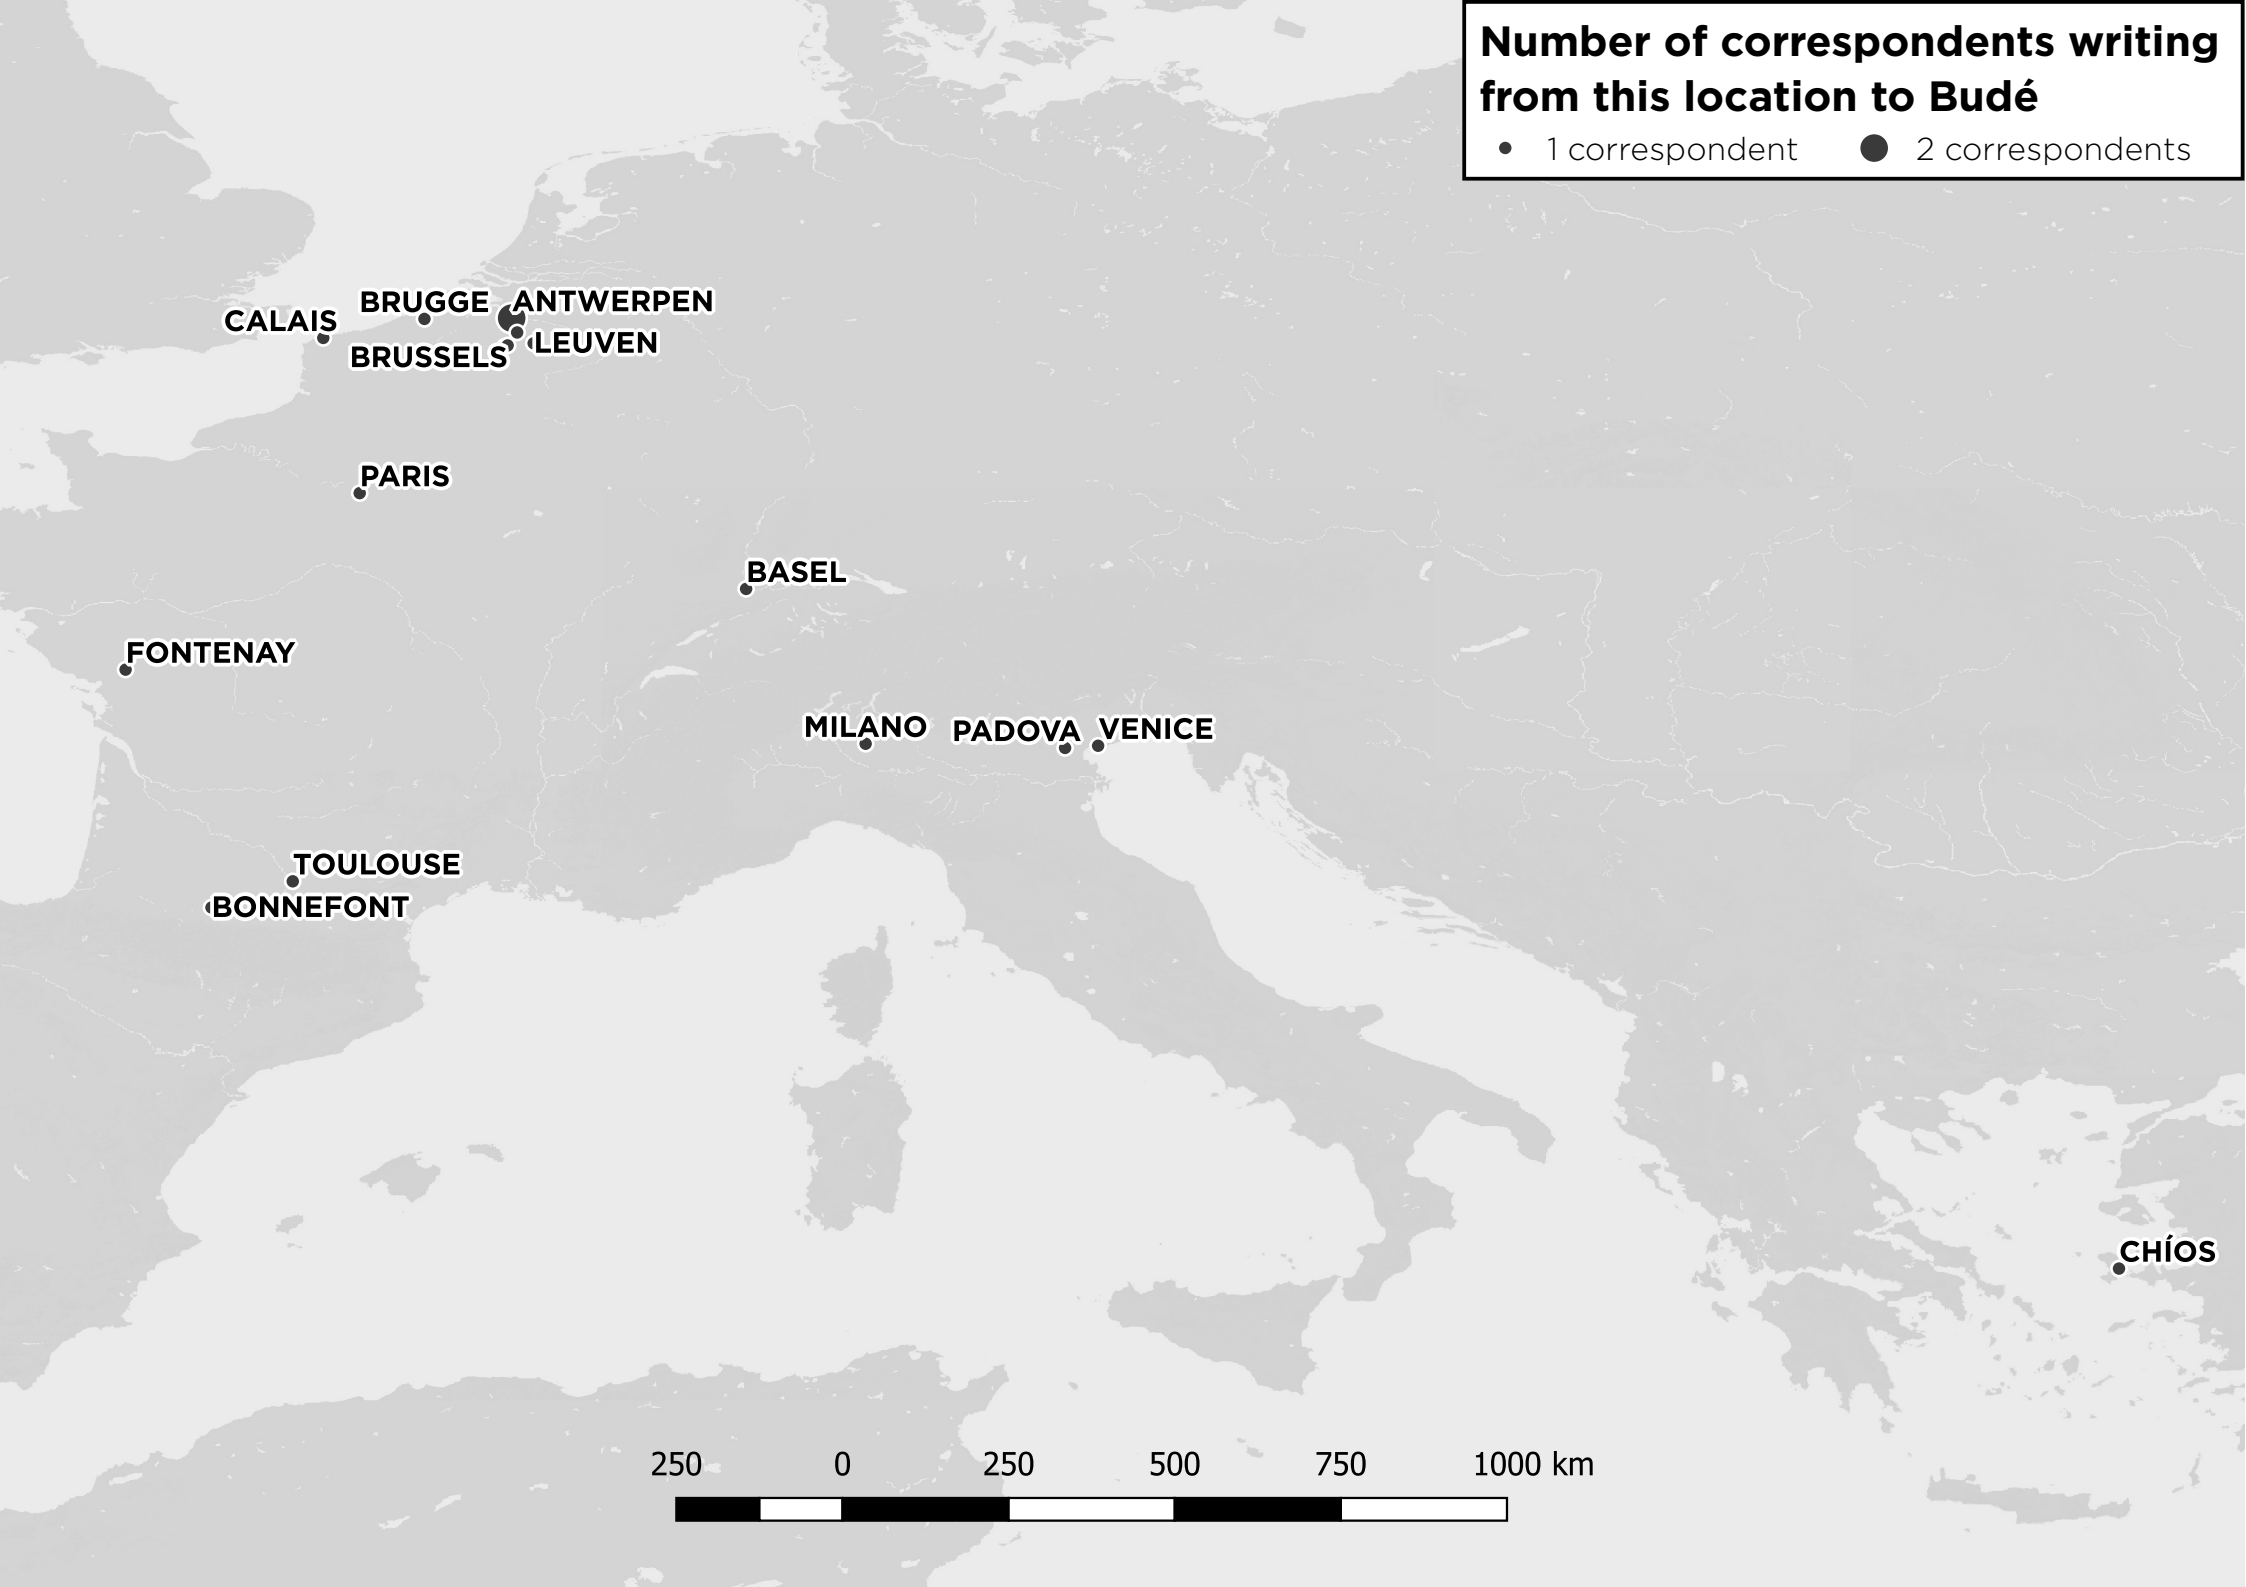 Number of correspondents writing
from this location to Budé
1 correspondent 2 correspondents
BRUGGE ANTWERPEN
CALAIS
BRUSSELS LEUVEN
PARIS
BASEL
FONTENAY
MILANO PADOVA VENICE
TOULOUSE
BONNEFONT
CHÍOS
250 0 250 500 750 1000 km